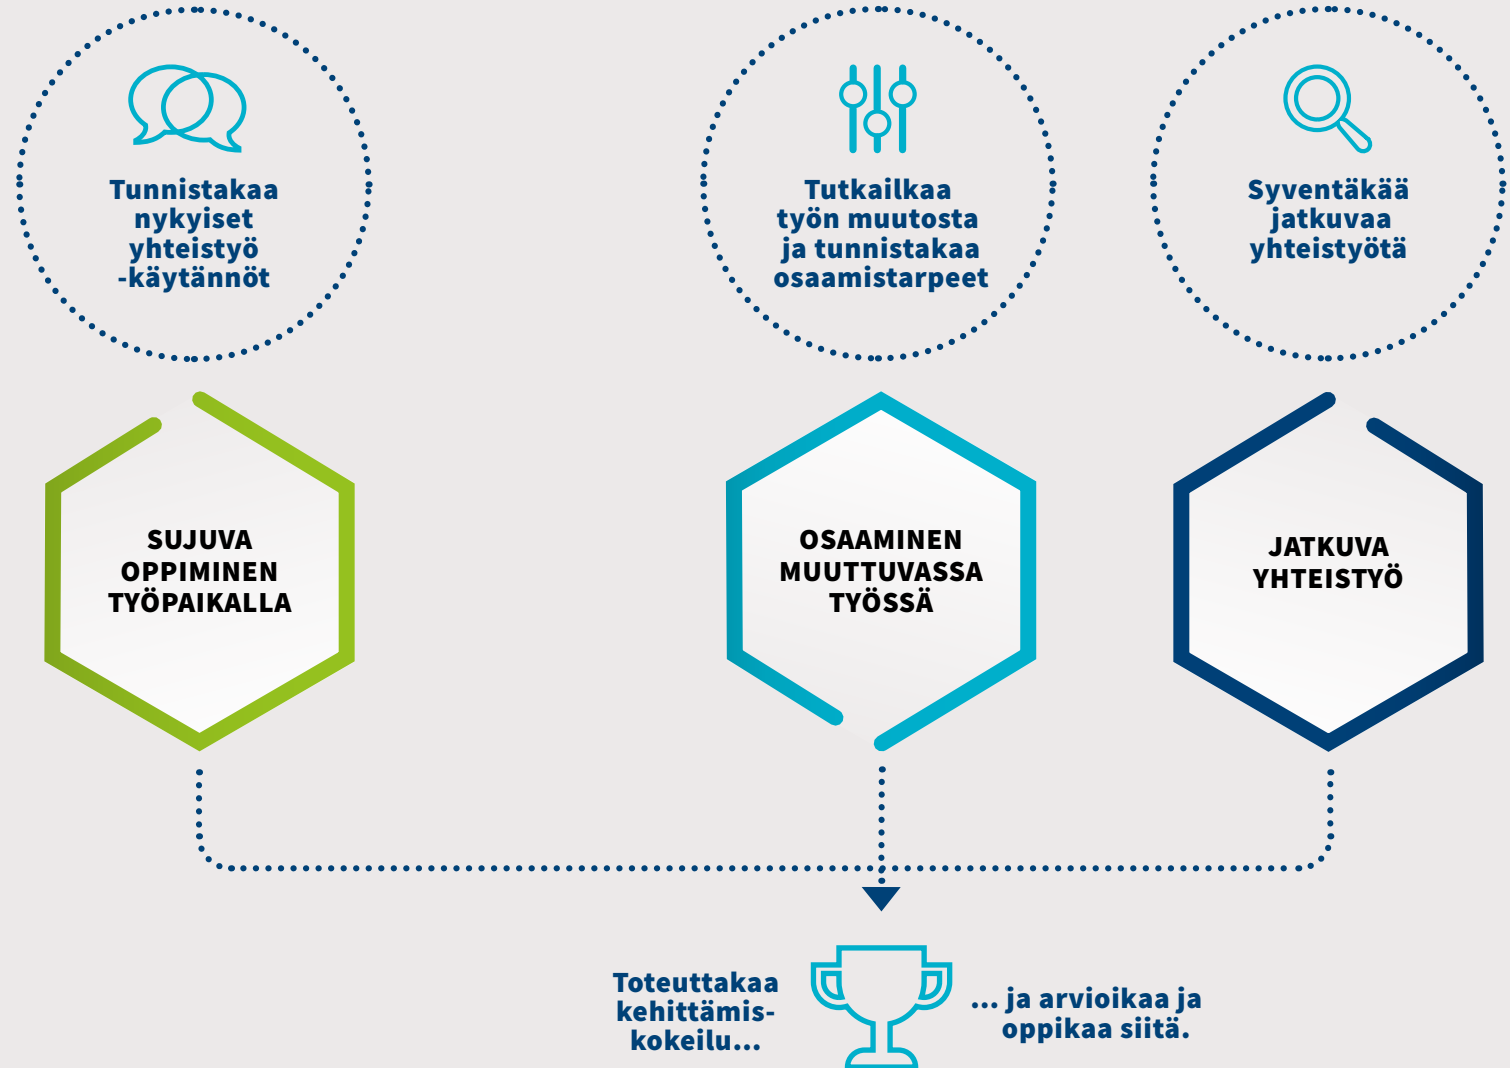 Tunnistakaa
nykyiset
yhteistyö
-käytännöt
Tutkailkaa
työn muutosta
ja tunnistakaa
osaamistarpeet
Syventäkää
jatkuvaa
yhteistyötä
SUJUVA
OPPIMINEN
TYÖPAIKALLA
OSAAMINEN
MUUTTUVASSA
TYÖSSÄ
JATKUVA
YHTEISTYÖ
Toteuttakaa
kehittämis-
kokeilu...
... ja arvioikaa ja
oppikaa siitä.